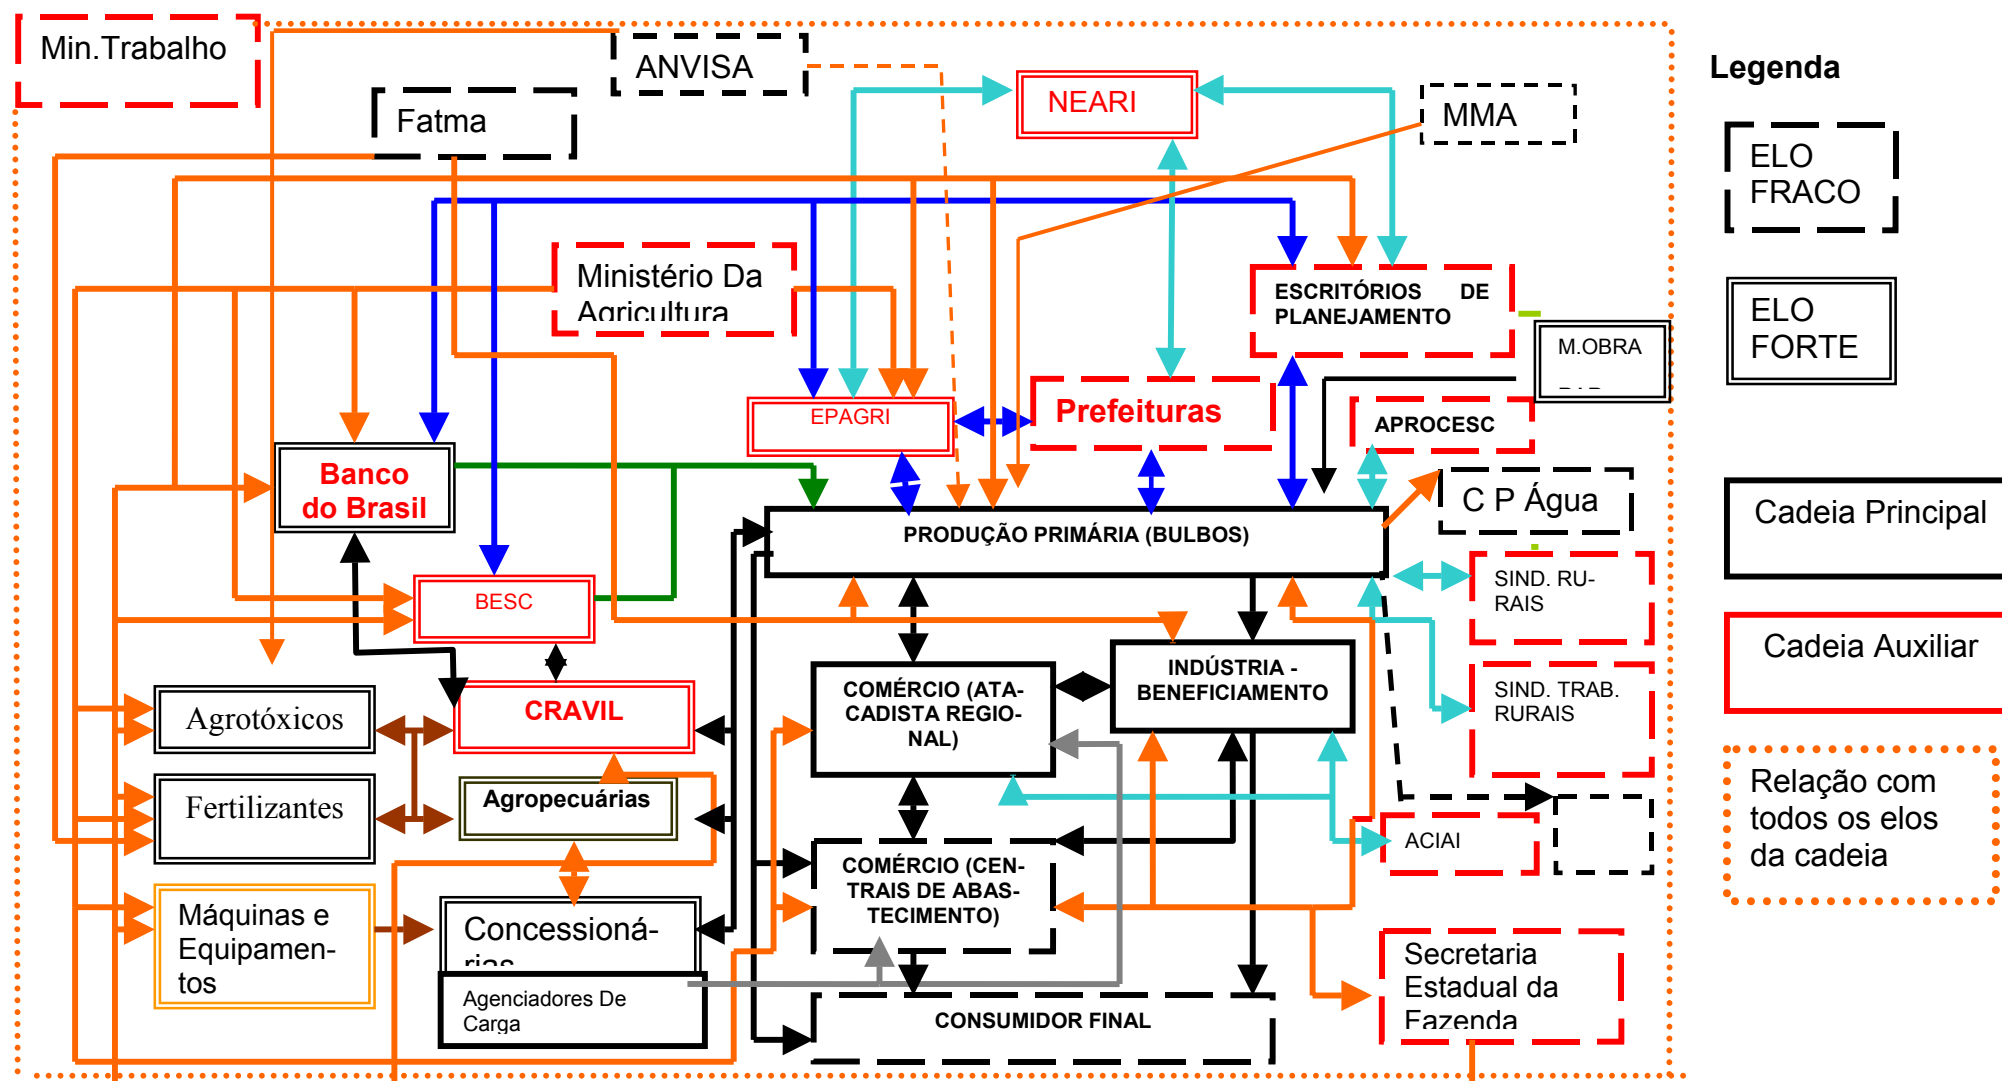 Min.Trabalho
ANVISA
NEARI
MMA
Fatma
Legenda
ELO
FRACO
ELO
FORTE
Cadeia Principal
Cadeia Auxiliar
Relação com
todos os elos
da cadeia
Ministério Da
Agricultura
ESCRITÓRIOS DE
PLANEJAMENTO
M.OBRA
EPAGRI
Prefeituras
APROCESC
Banco
do Brasil
C P Água
PRODUÇÃO PRIMÁRIA (BULBOS)
BESC
SIND. RU-
RAIS
COMÉRCIO (ATA-
CADISTA REGIO-
NAL)
INDÚSTRIA -
BENEFICIAMENTO
SIND. TRAB.
RURAIS
Agrotóxicos
CRAVIL
Fertilizantes
Agropecuárias
ACIAI
COMÉRCIO (CEN-
TRAIS DE ABAS-
TECIMENTO)
Máquinas e
Equipamen-
tos
Concessioná-
rias
Agenciadores De
Carga
Secretaria
Estadual da
Fazenda
CONSUMIDOR FINAL